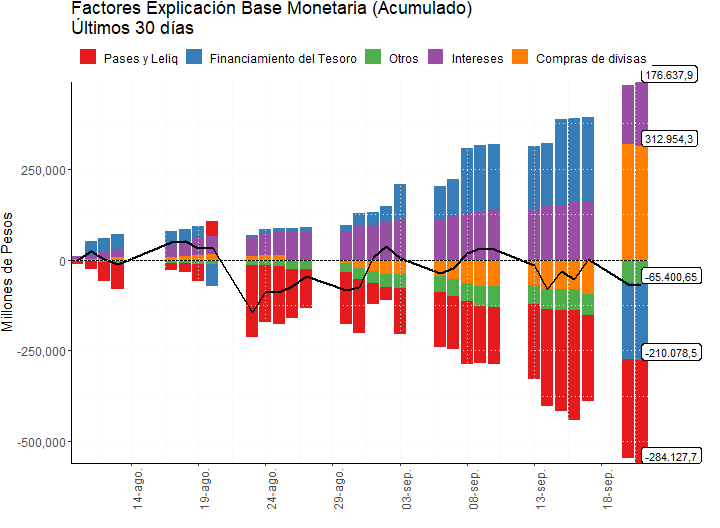 Factores Explicación Base Monetaria (Acumulado)
Últimos 30 días
Pases y Leliq
Financiamiento del Tesoro
Otros
Intereses
Compras de divisas
Millones de Pesos
250,000
0
-250,000
-500,000
176.637,9
312.954,3
-65.400,65
-210.078,5
-284.127,7
14-ago.
19-ago.
24-ago.
29-ago.
03-sep.
08-sep.
13-sep.
18-sep.